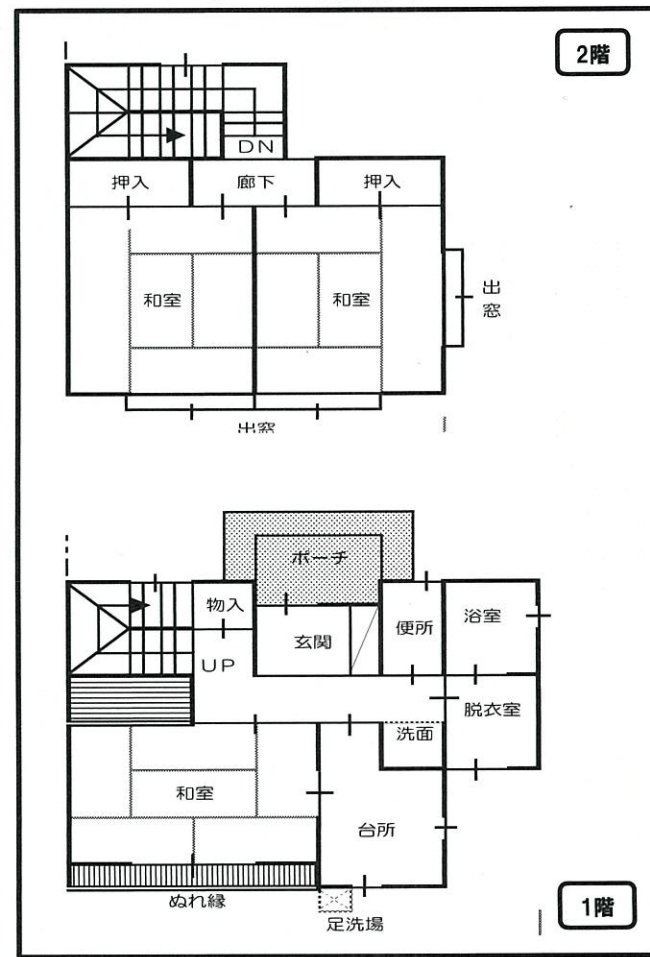 2階
DN
押入
廊下
押入
和室
和室
出窓
出窓
ポーチ
物入
玄関
便所
浴室
UP
脱衣室
洗面
和室
台所
ぬれ縁
足洗場
1階